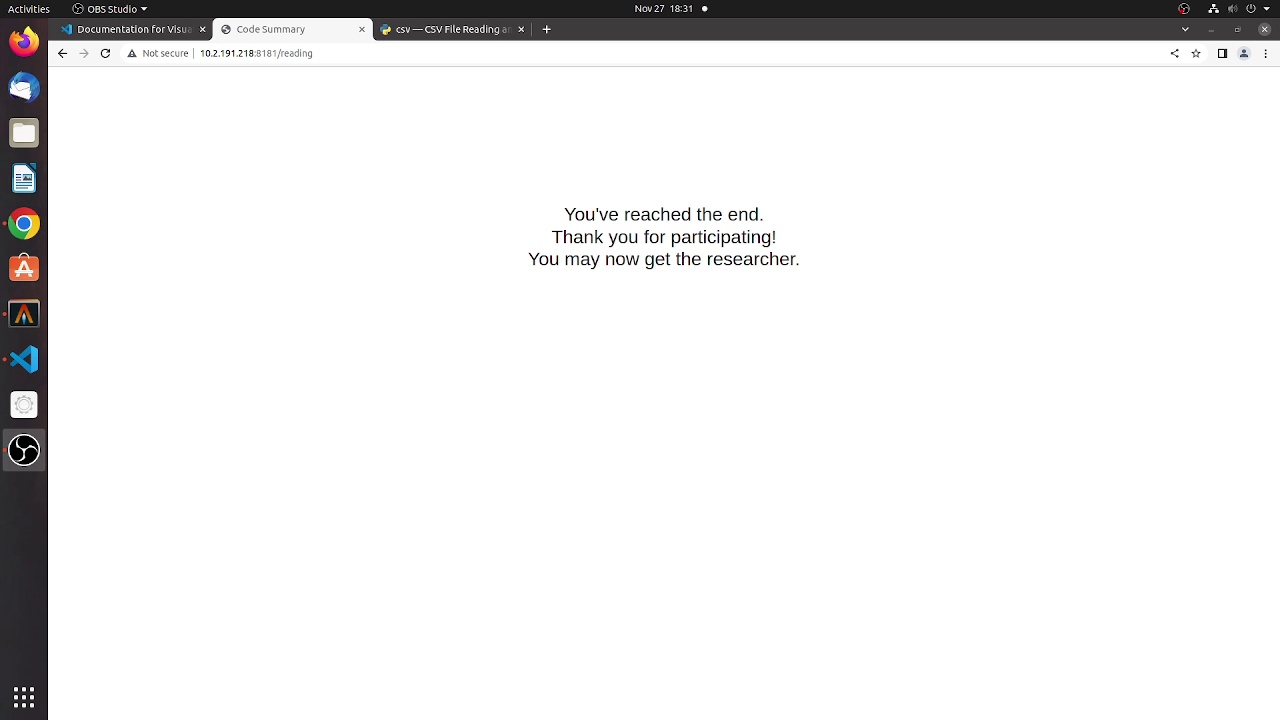 Activities
OBS Studio
Nov 27 18:31
Documentation for Visua
Code Summary
csv — CSV File Reading an
Not secure
10.2.191.218:8181/reading
You've reached the end.
Thank you for participating!
You may now get the researcher.